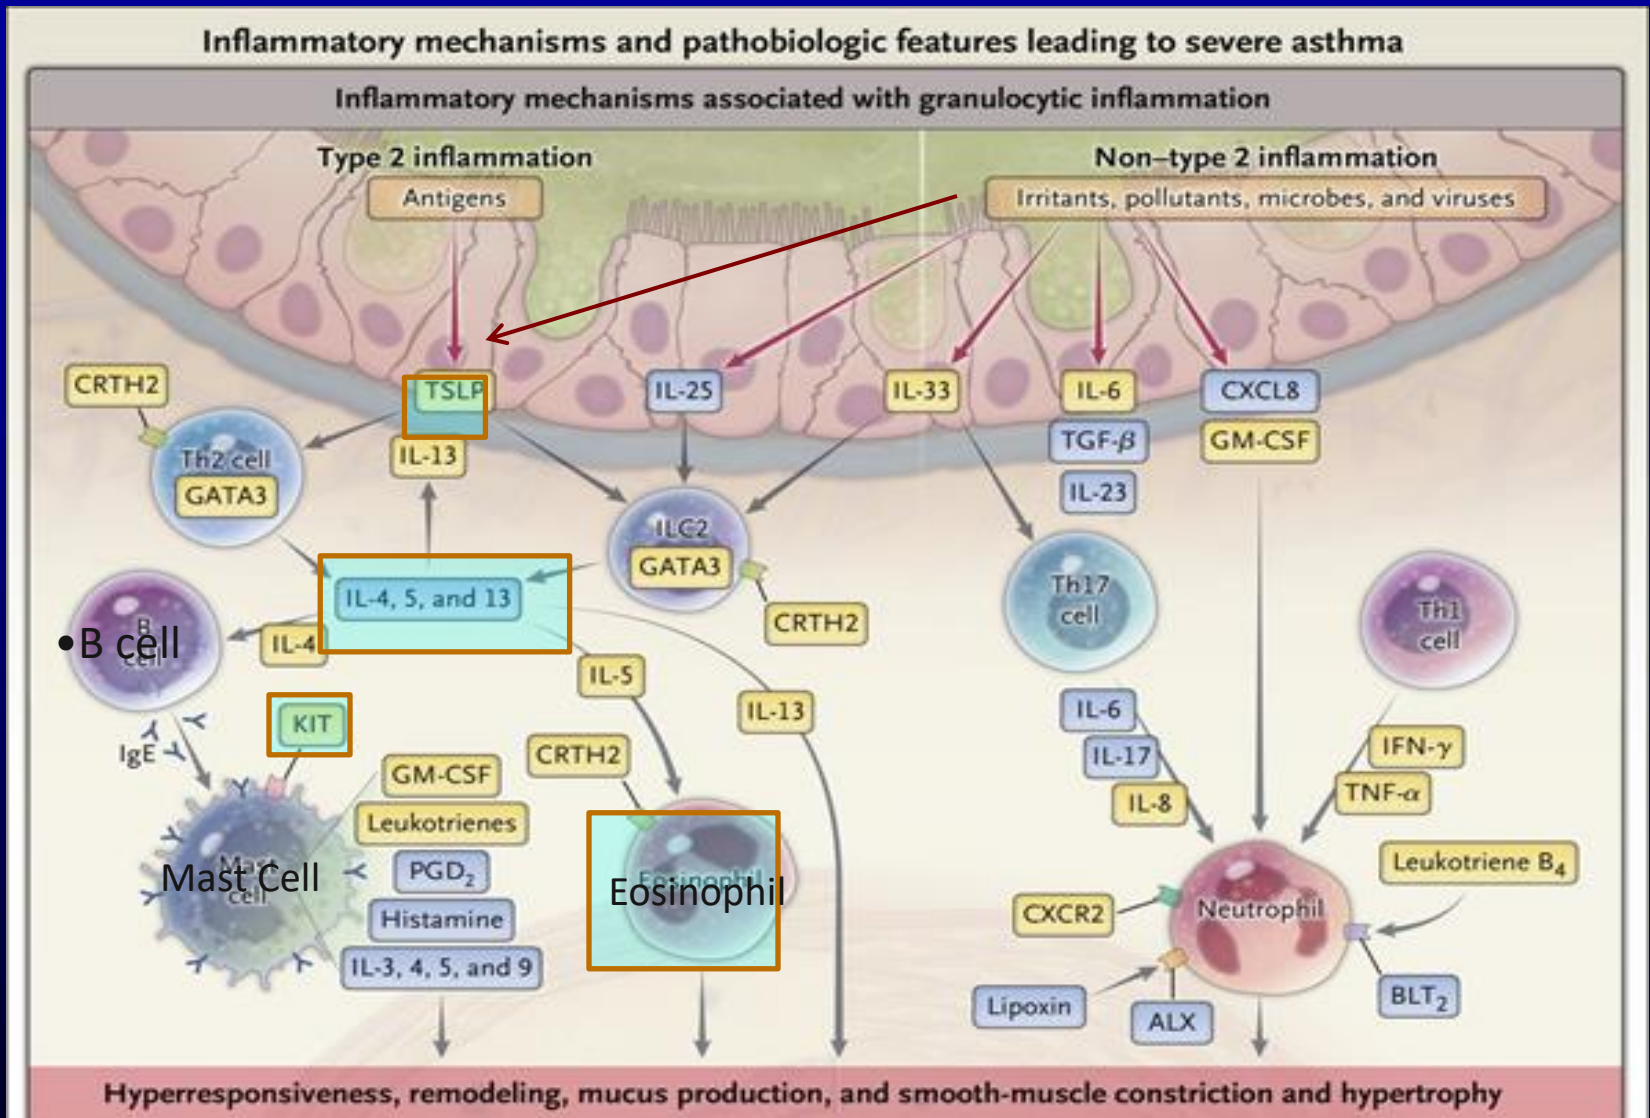 Inflammatory mechanisms and pathobiologic features leading to severe asthma
Inflammatory mechanisms associated with granulocytic inflammation
Type 2 inflammation
Antigens
Non–type 2 inflammation
Irritants, pollutants, microbes, and viruses
CRTH2
TSLP
IL-25
IL-33
IL-6
CXCL8
TGF-β
GM-CSF
IL-23
IL-13
Th2 cell
GATA3
ILC2
GATA3
CRTH2
IL-4, 5, and 13
Th17
cell
Th1
cell
B
cell
•B cell
IL-4
IL-5
IL-13
KIT
IgE
CRTH2
GM-CSF
Leukotrienes
PGD2
Histamine
IL-3, 4, 5, and 9
Mast
cell
Mast Cell
Eosinophil
Eosinophil
IL-6
IL-17
IL-8
IFN-γ
TNF-α
Leukotriene B4
CXCR2
Neutrophil
Lipoxin
ALX
BLT2
Hyperresponsiveness, remodeling, mucus production, and smooth-muscle constriction and hypertrophy